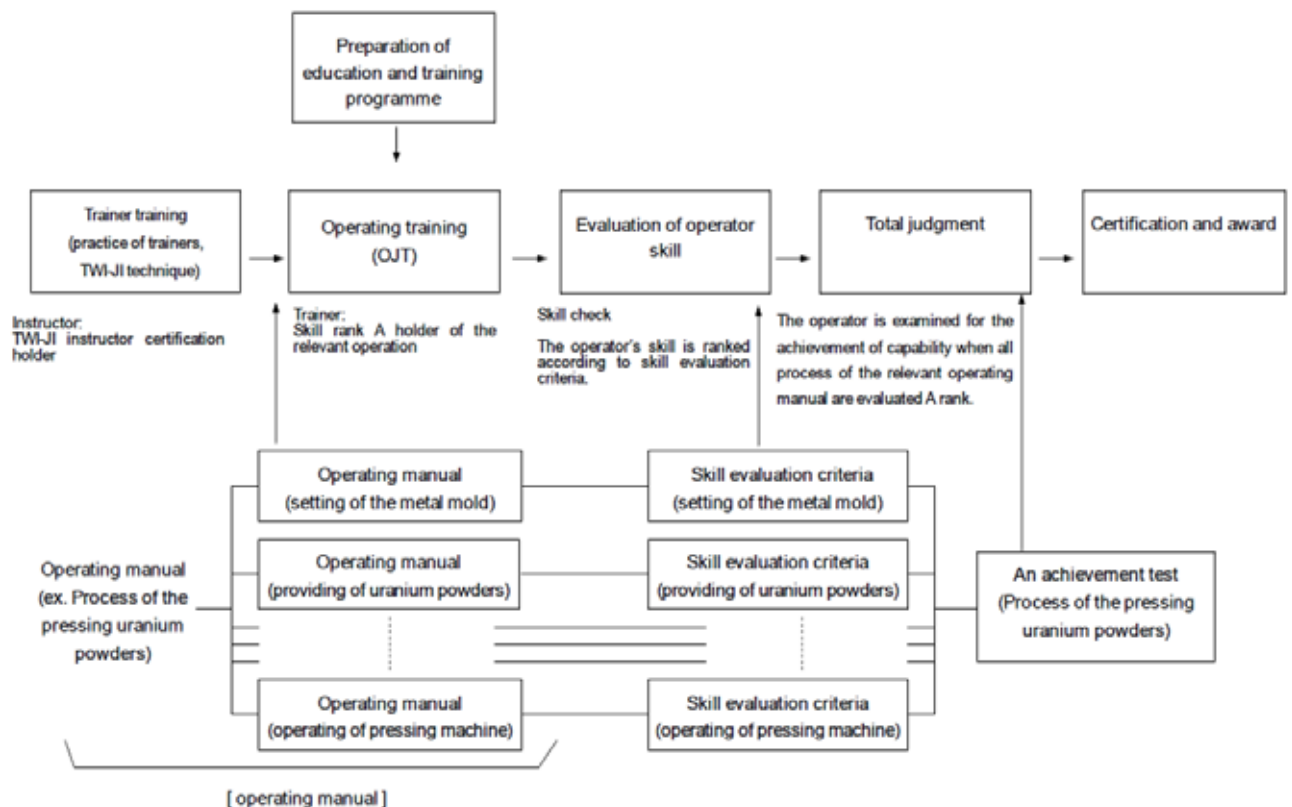 Preparation of
education and training
programme
Trainer training
(practice of trainers,
TWI-JI technique)
Operating training
(OJT)
Evaluation of operator
skill
Total judgment
Certification and award
Instructor:
TWI-JI instructor certification
holder
Trainer;
Skill rank A holder of the
relevant operation
Skill check
The operator's skill is ranked
according to skill evaluation
criteria.
The operator is examined for the
achievement of capability when all
process of the relevant operating
manual are evaluated A rank.
Operating manual
(setting of the metal mold)
Skill evaluation criteria
(setting of the metal mold)
Operating manual
(ex. Process of the
pressing uranium
powders)
Operating manual
(providing of uranium powders)
Skill evaluation criteria
(providing of uranium powders)
An achievement test
(Process of the pressing
uranium powders)
Operating manual
(operating of pressing machine)
Skill evaluation criteria
(operating of pressing machine)
[ operating manual ]